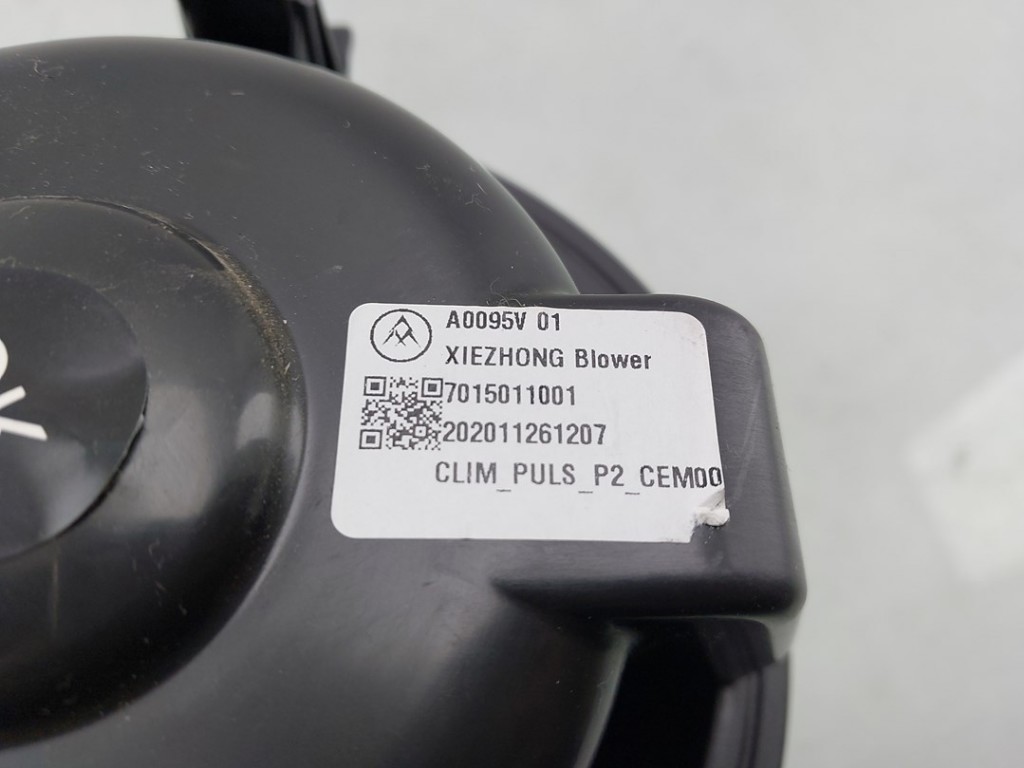 A0095V 01
XIEZHONG Blower
7015011001
202011261207
CLIM_PULS_P2_CEM00